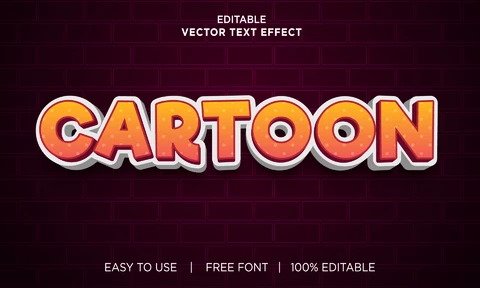 EDITABLE
VECTOR TEXT EFFECT
CARTOON
EASY TO USE | FREE FONT | 100% EDITABLE